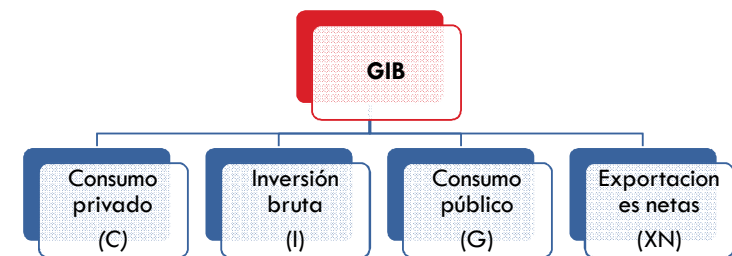 GIB
Consumo
privado
(C)
Inversión
bruta
(I)
Consumo
público
(G)
Exportacion
es netas
(XN)